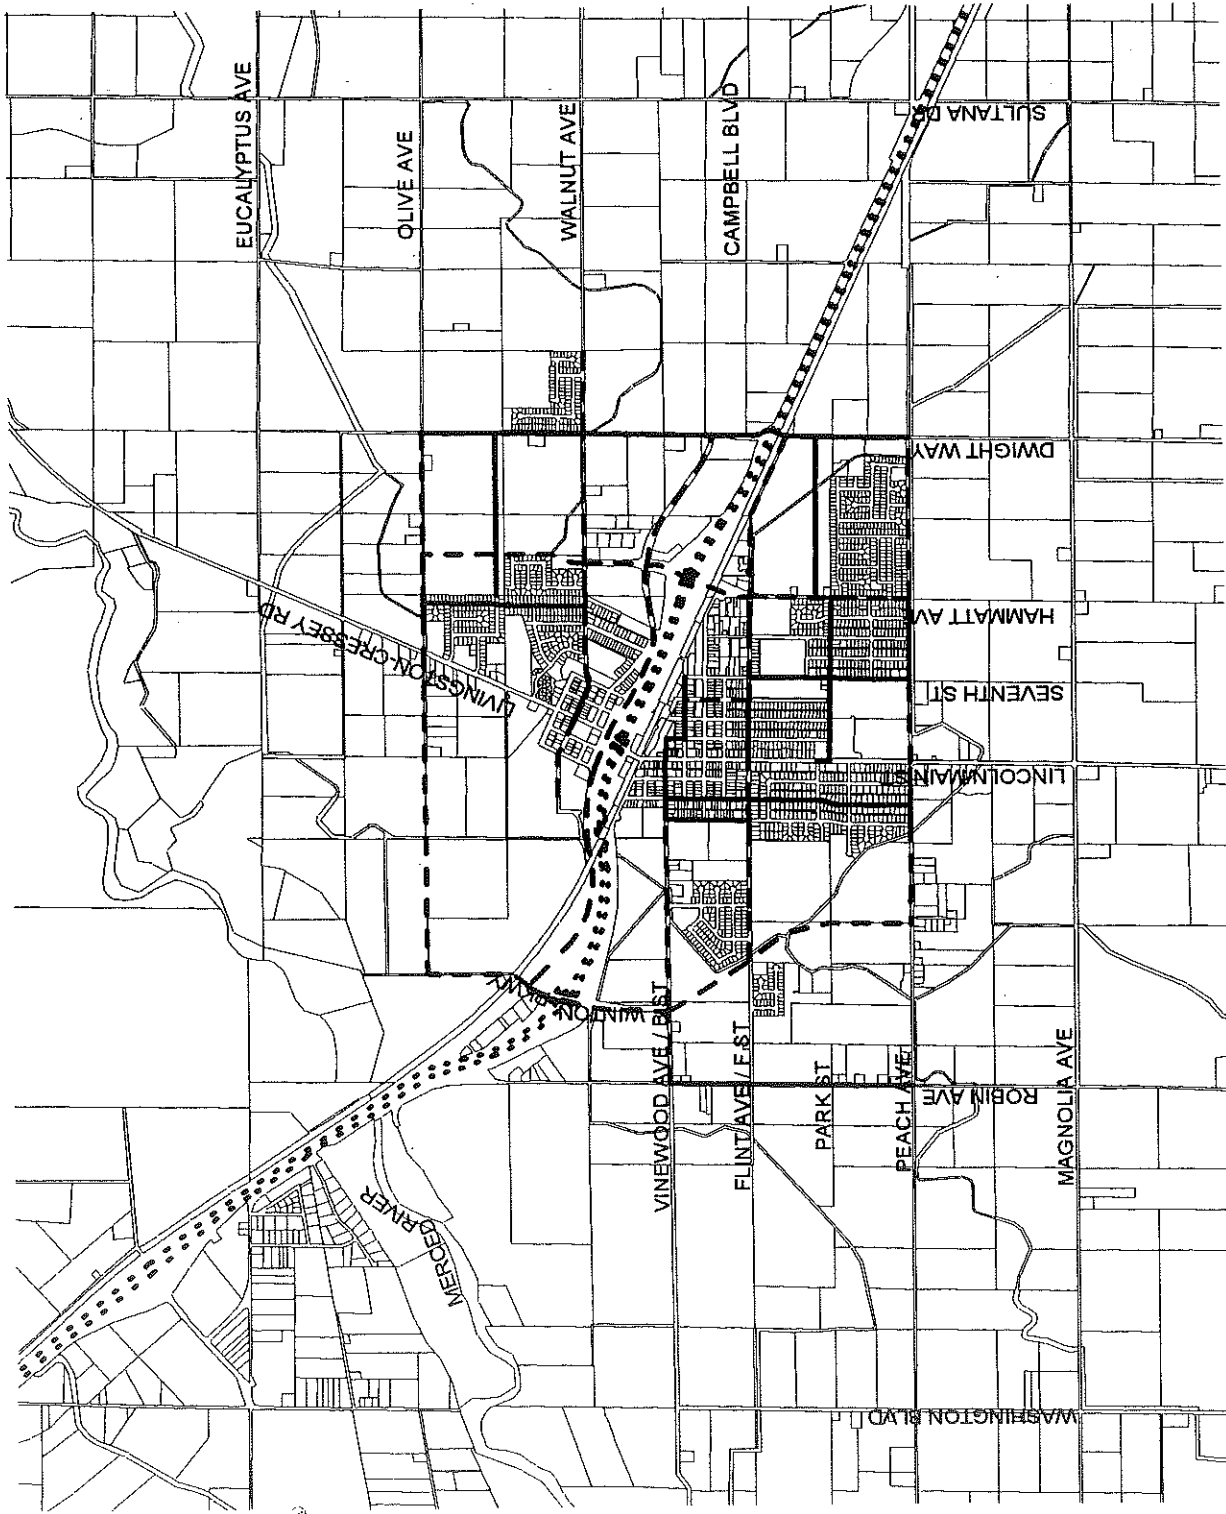 EUCALYPTUS AVE
OLIVE AVE
WALNUT AVE
CAMPBELL BLVD
SULTANA DR
DWIGHT WAY
HAMMATT AVE
SEVENTH ST
LINCOLN/MAIN ST
LIVINGSTON-CRESSEY RD
WINTON PKWY
VINEWOOD AVE / B ST
FLINT AVE / F ST
PARK ST
PEACH AVE
ROBIN AVE
MAGNOLIA AVE
MERCED RIVER
WASHINGTON BLVD